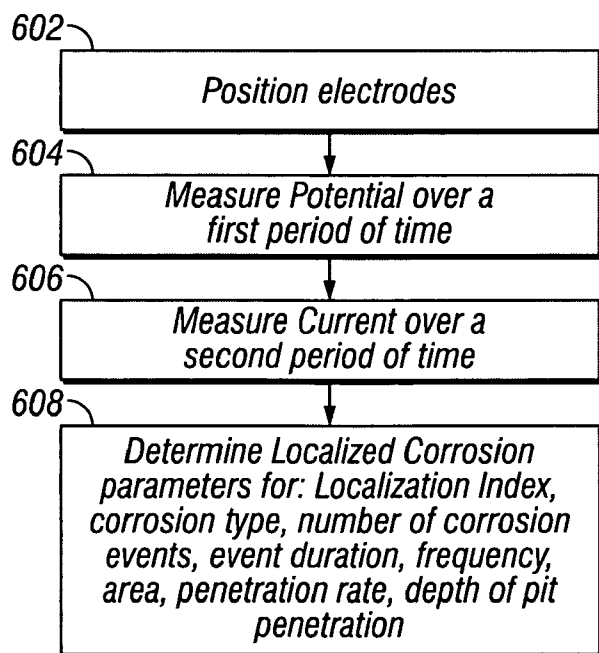 602
Position electrodes
604
Measure Potential over a
first period of time
606
Measure Current over a
second period of time
608
Determine Localized Corrosion
parameters for: Localization Index,
corrosion type, number of corrosion
events, event duration, frequency,
area, penetration rate, depth of pit
penetration